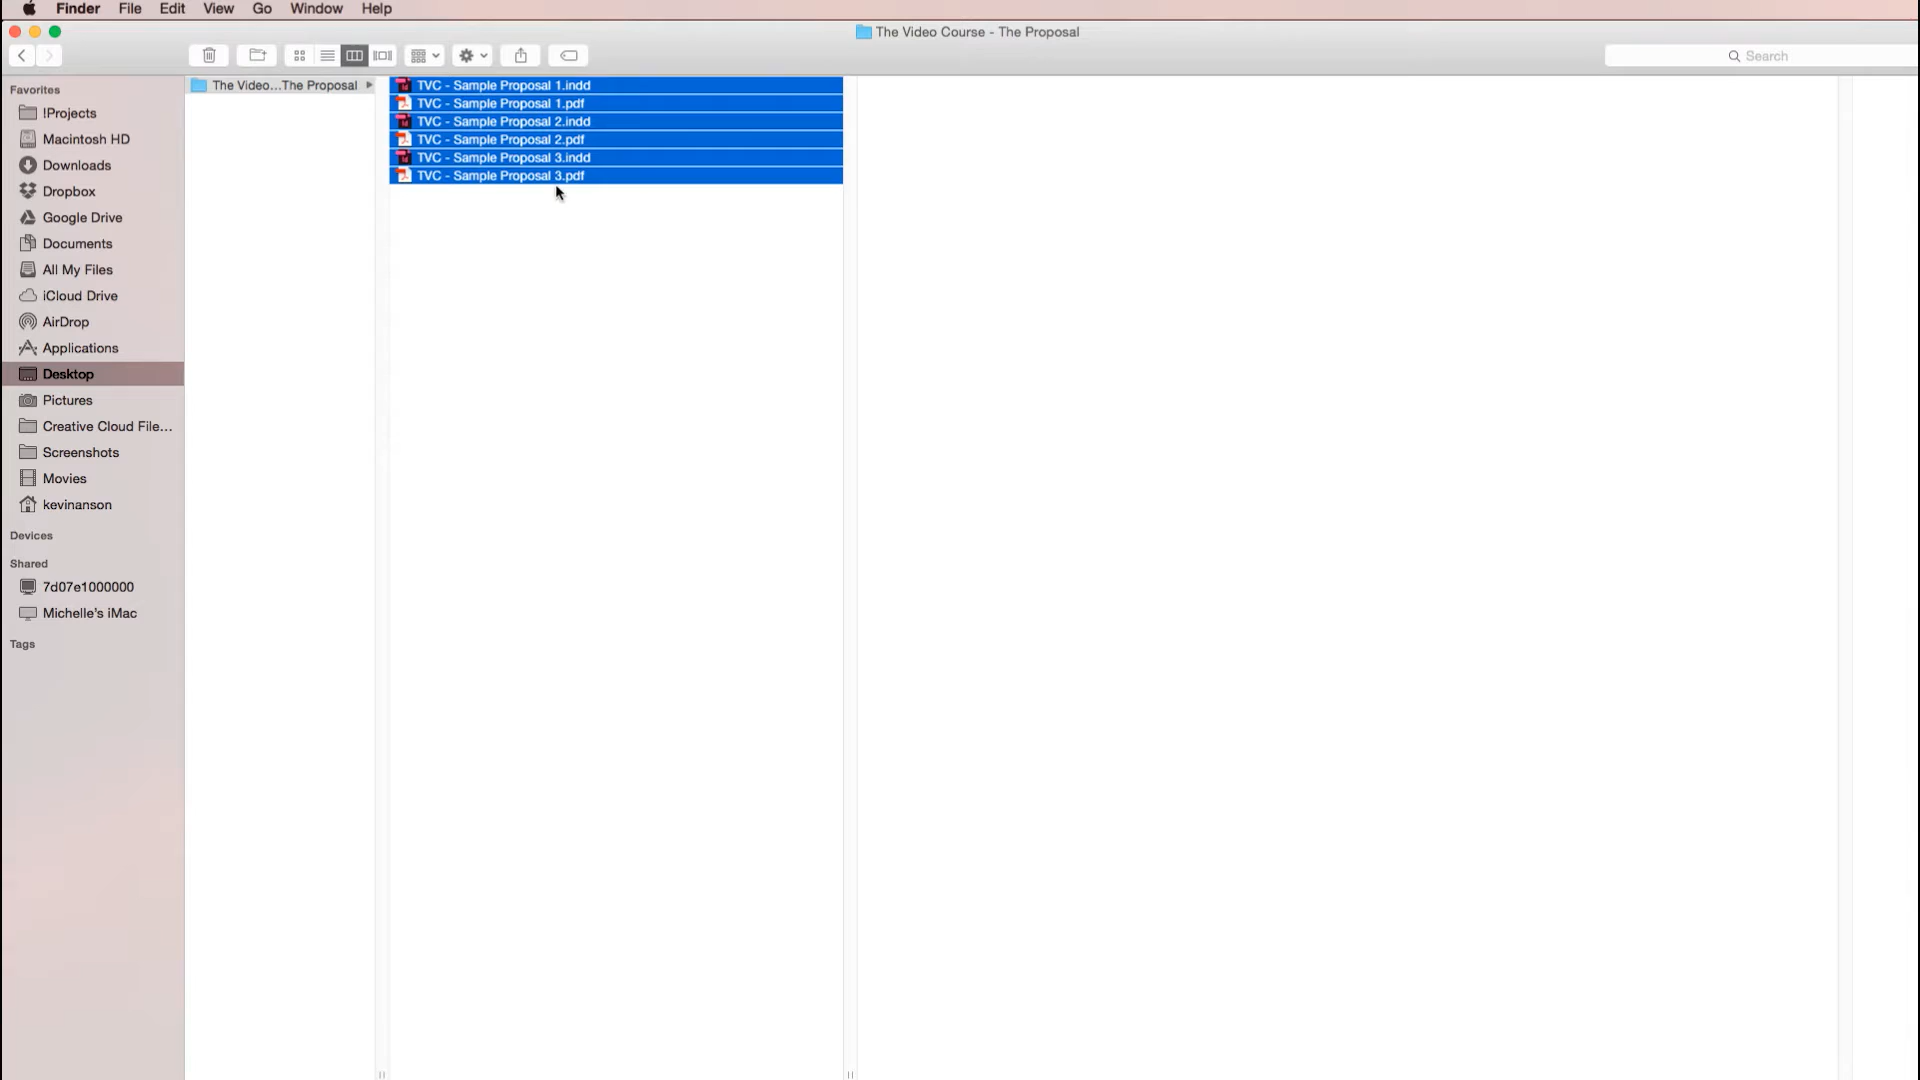 Finder File Edit View Go Window Help
The Video Course - The Proposal
Search
Favorites
!Projects
Macintosh HD
Downloads
Dropbox
Google Drive
Documents
All My Files
iCloud Drive
AirDrop
Applications
Desktop
Pictures
Creative Cloud File...
Screenshots
Movies
kevinanson
Devices
Shared
7d07e1000000
Michelle's iMac
Tags
The Video...The Proposal
TVC - Sample Proposal 1.indd
TVC - Sample Proposal 1.pdf
TVC - Sample Proposal 2.indd
TVC - Sample Proposal 2.pdf
TVC - Sample Proposal 3.indd
TVC - Sample Proposal 3.pdf